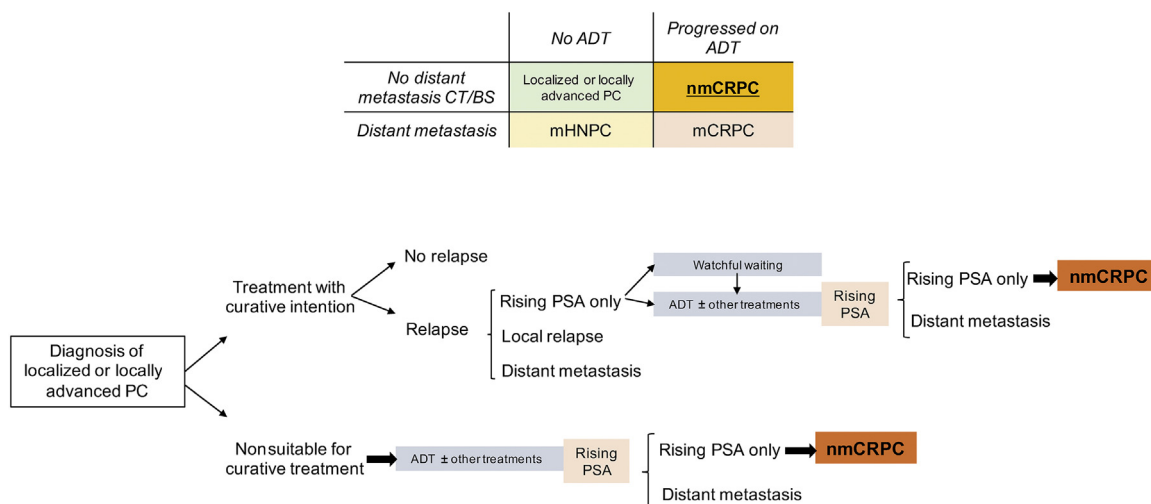 No ADT
Progressed on
ADT
No distant
metastasis CT/BS
Localized or locally
advanced PC
nmCRPC
Distant metastasis
mHNPC
mCRPC
No relapse
Treatment with
curative intention
Relapse
Rising PSA only
Local relapse
Distant metastasis
Watchful waiting
ADT ± other treatments
Rising
PSA
Rising PSA only
nmCRPC
Distant metastasis
Diagnosis of
localized or locally
advanced PC
Nonsuitable for
curative treatment
ADT ± other treatments
Rising
PSA
Rising PSA only
nmCRPC
Distant metastasis